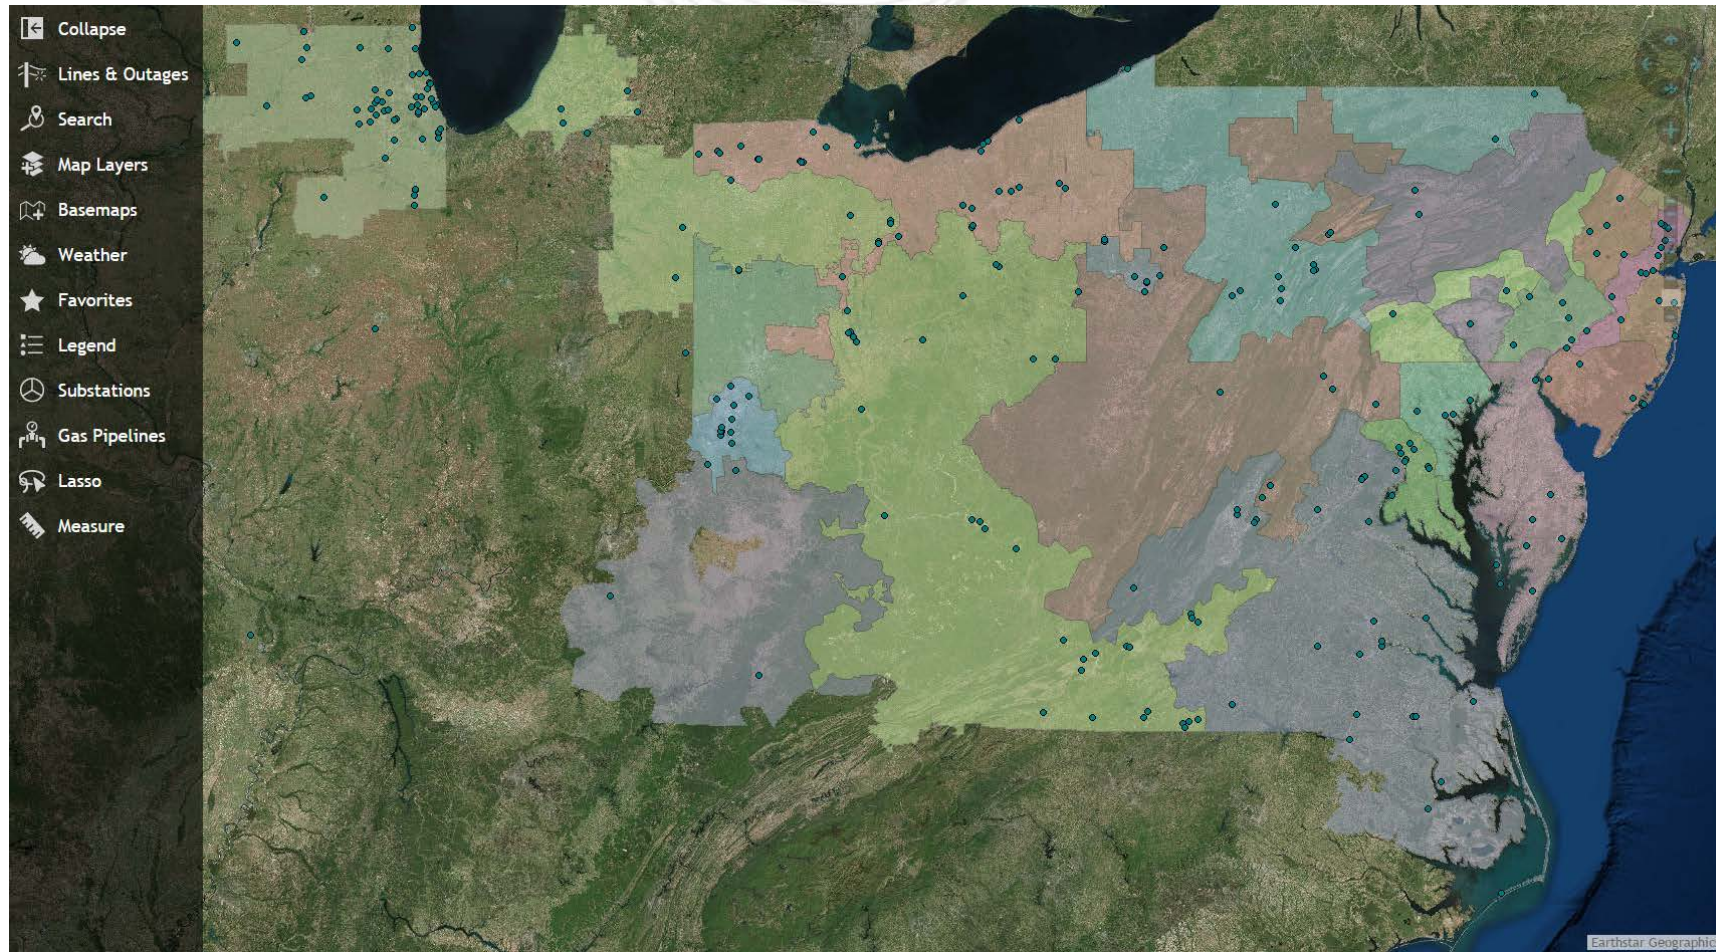 Collapse
Lines & Outages
Search
Map Layers
Basemaps
Weather
Favorites
Legend
Substations
Gas Pipelines
Lasso
Measure
Earthstar Geographic